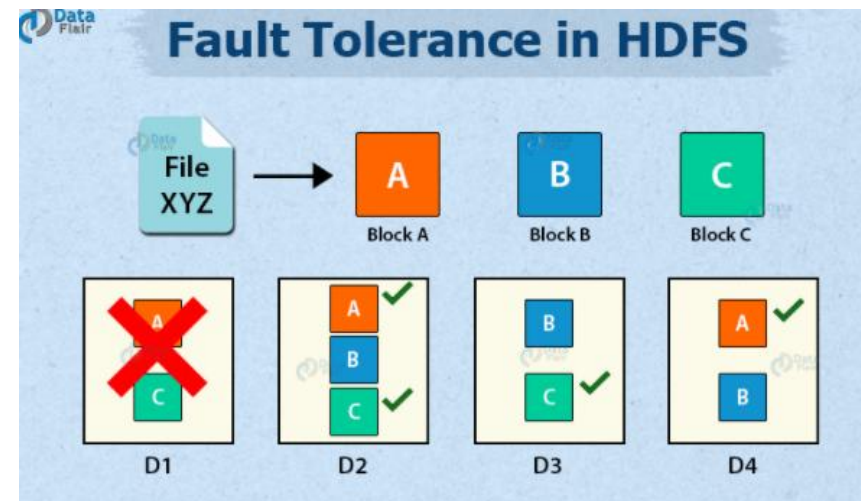 Data
Flair
Fault Tolerance in HDFS
File
XYZ
A
B
C
Block A
Block B
Block C
A
C
A
B
C
B
C
A
B
D1
D2
D3
D4